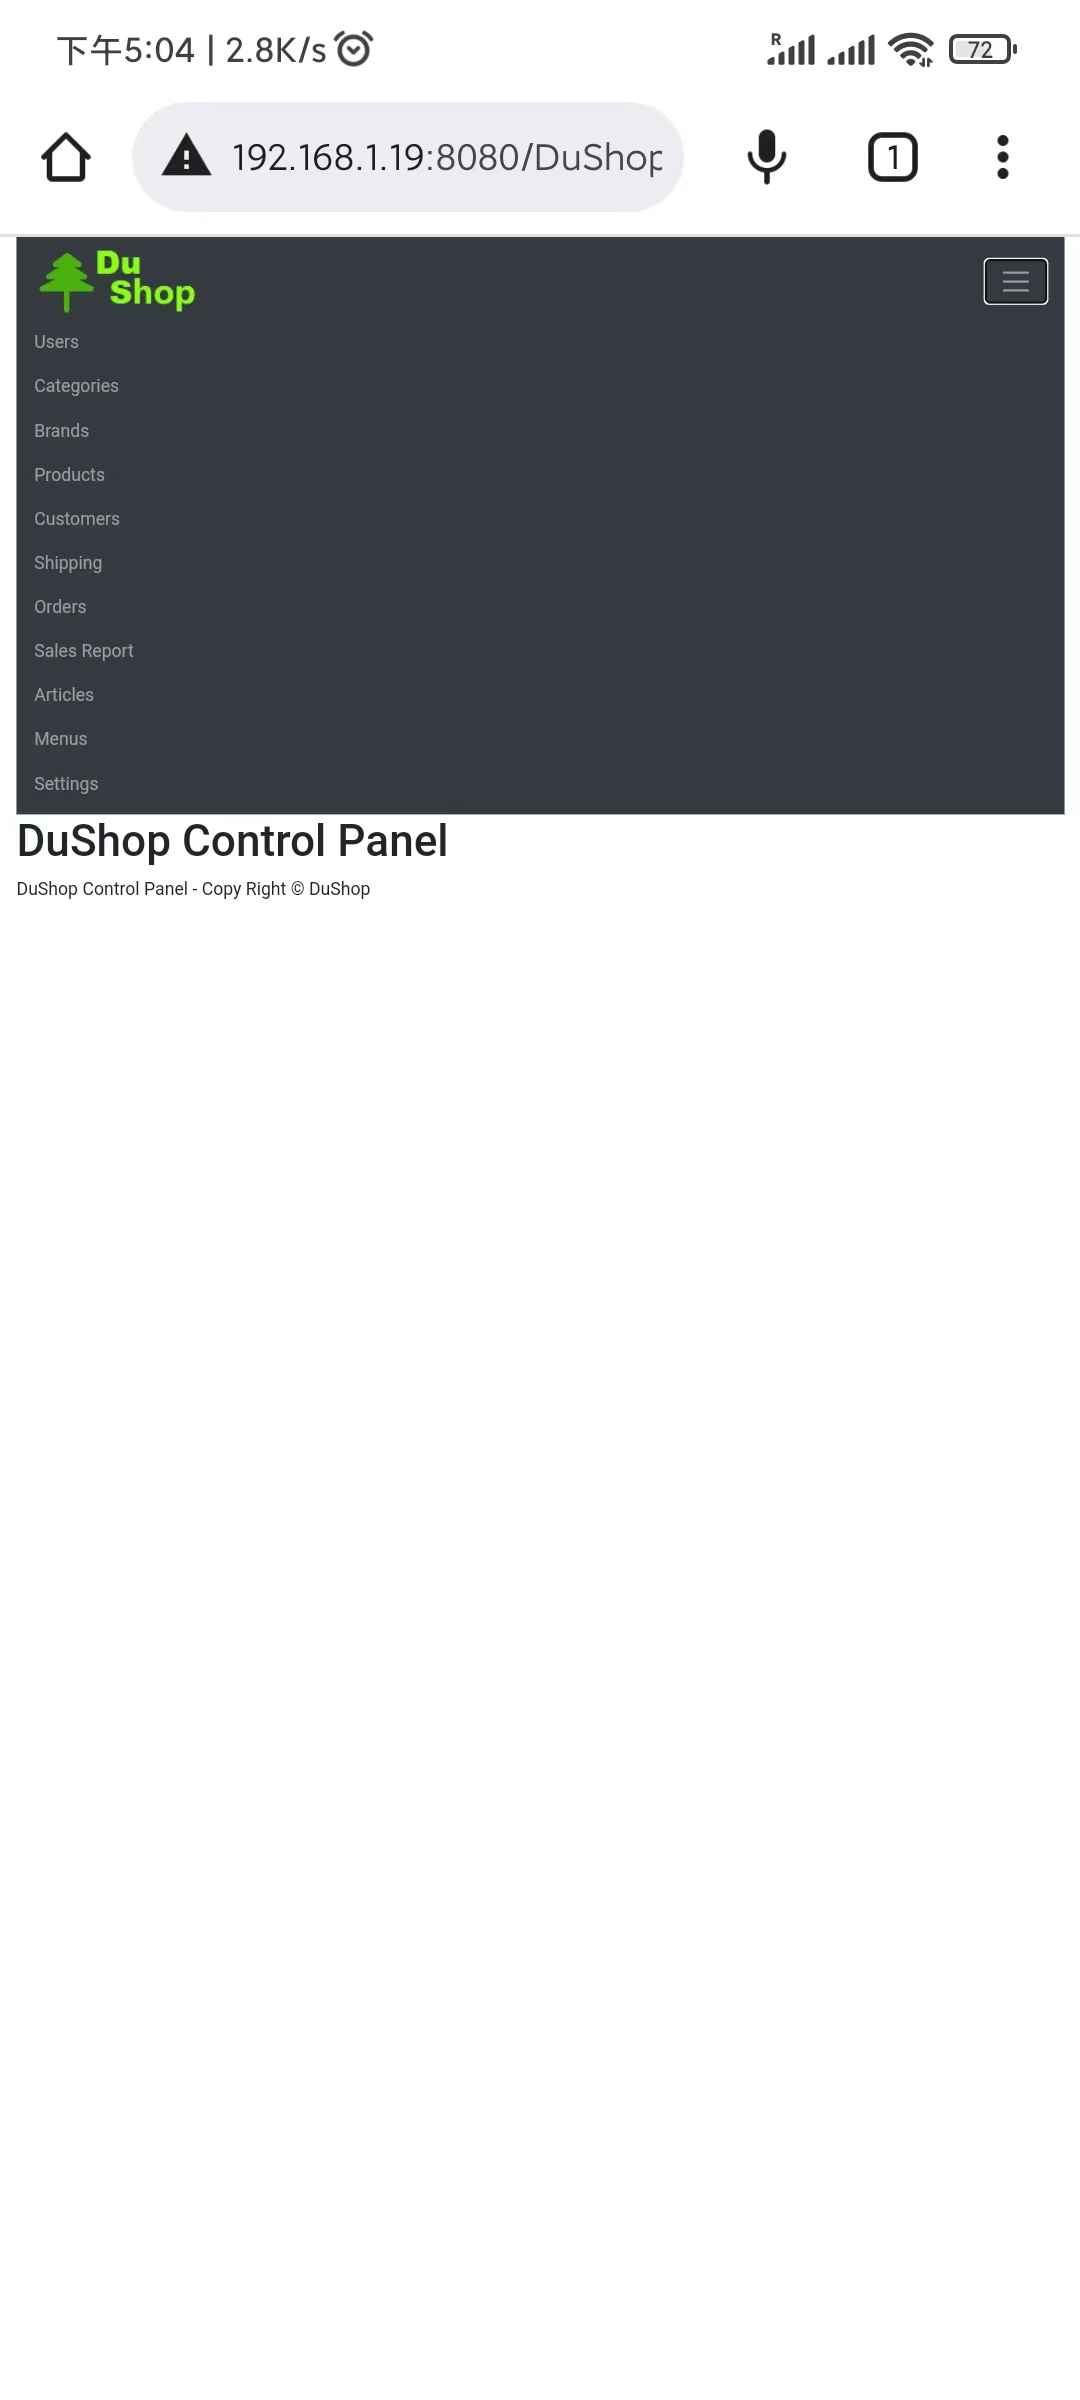 下午5:04 | 2.8K/s
R
72
192.168.1.19:8080/DuShop
1
Du
Shop
Users
Categories
Brands
Products
Customers
Shipping
Orders
Sales Report
Articles
Menus
Settings
DuShop Control Panel
DuShop Control Panel - Copy Right © DuShop